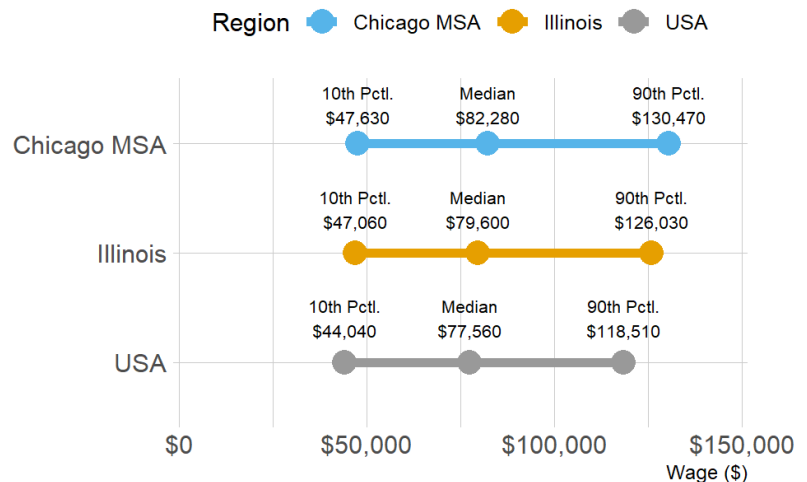 Region Chicago MSA Illinois USA
10th Pctl. Median 90th Pctl.
$47,630 $82,280 $130,470
Chicago MSA
10th Pctl. Median 90th Pctl.
$47,060 $79,600 $126,030
Illinois
10th Pctl. Median 90th Pctl.
$44,040 $77,560 $118,510
USA
$0 $50,000 $100,000 $150,000
Wage ($)